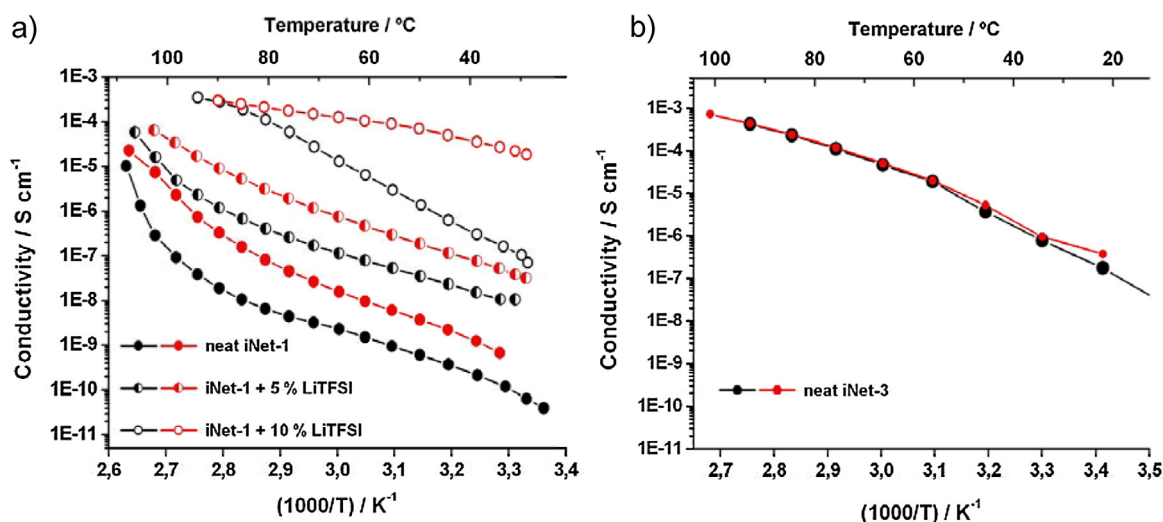 a)
Temperature / ºC
100 80 60 40
1E-3
1E-4
1E-5
1E-6
1E-7
1E-8
1E-9
1E-10
1E-11
Conductivity / S cm-1
neat iNet-1
iNet-1 + 5 % LiTFSI
iNet-1 + 10 % LiTFSI
2,6 2,7 2,8 2,9 3,0 3,1 3,2 3,3 3,4
(1000/T) / K-1
b)
Temperature / ºC
100 80 60 40 20
1E-3
1E-4
1E-5
1E-6
1E-7
1E-8
1E-9
1E-10
1E-11
Conductivity / S cm-1
neat iNet-3
2,7 2,8 2,9 3,0 3,1 3,2 3,3 3,4 3,5
(1000/T) / K-1